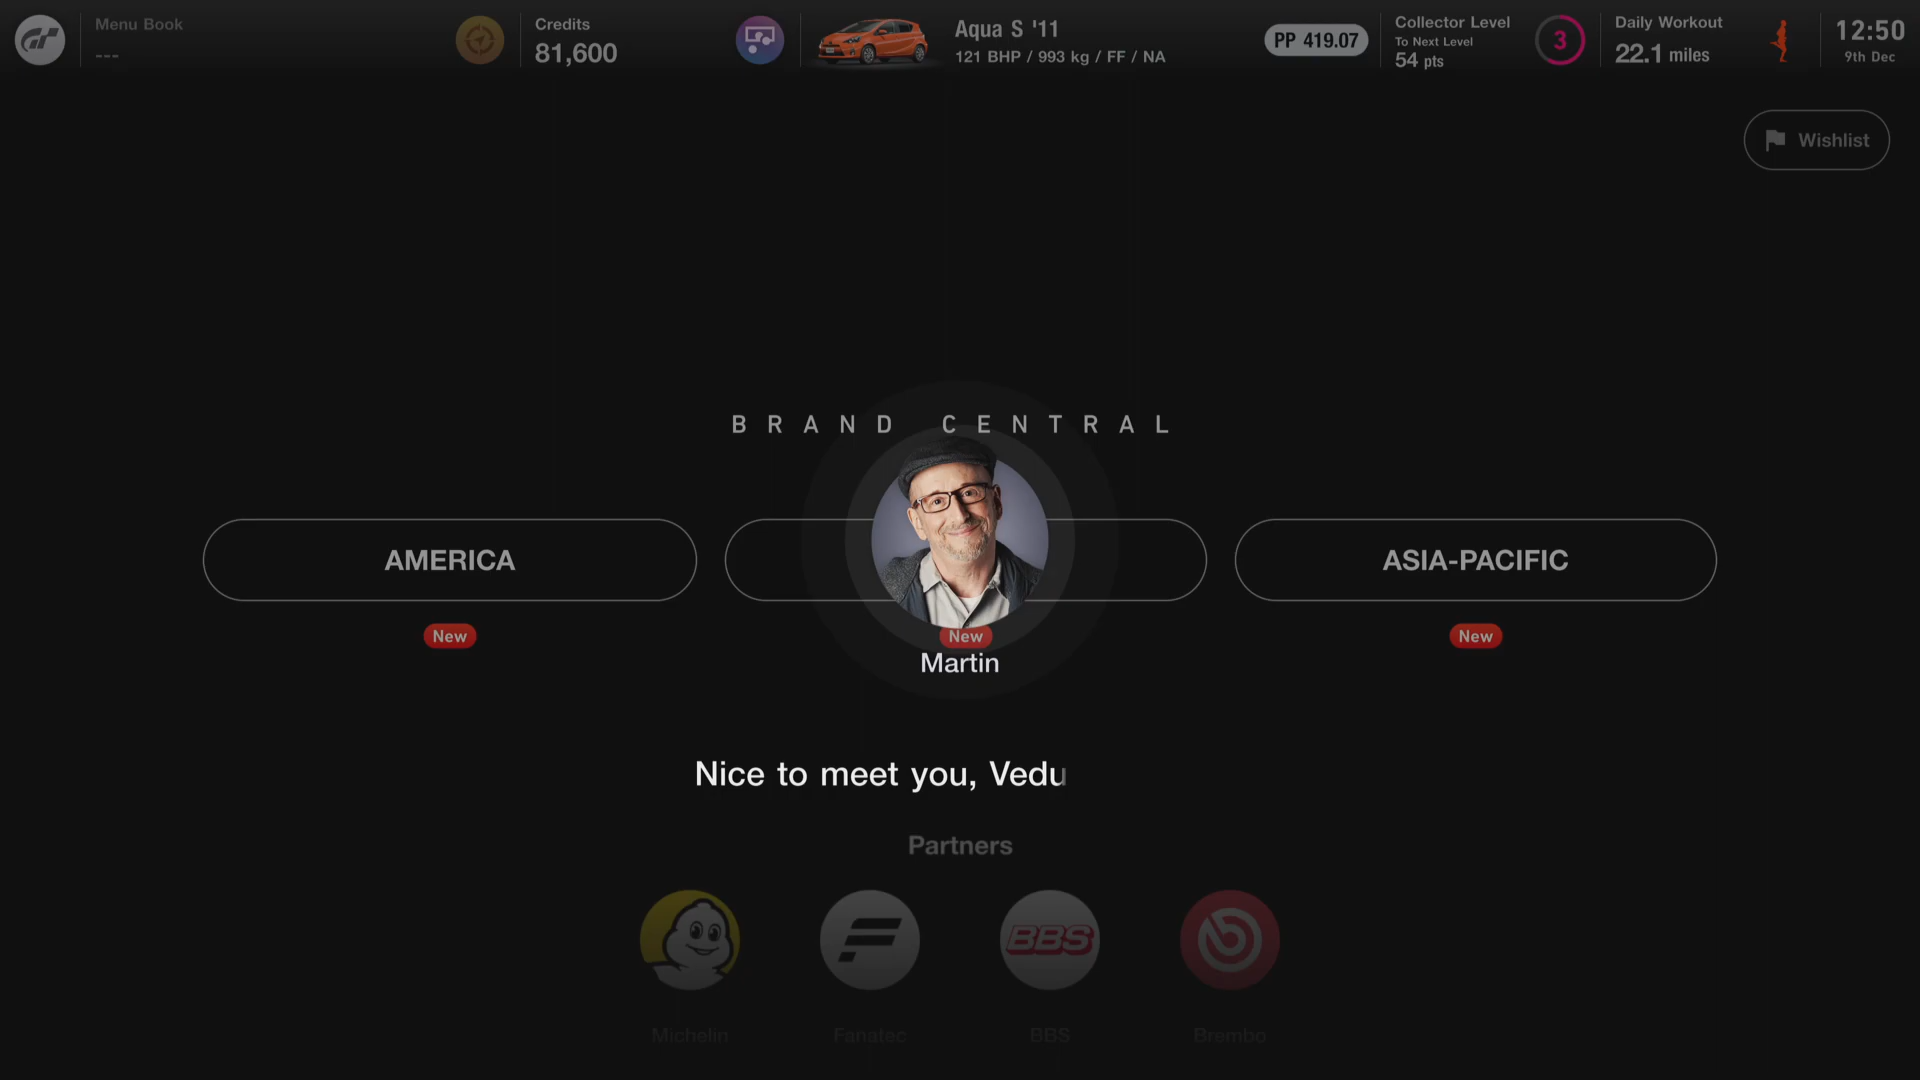 Menu Book
---
Credits
81,600
Aqua S '11
121 BHP / 993 kg / FF / NA
PP 419.07
Collector Level
To Next Level
54 pts
3
Daily Workout
22.1 miles
12:50
9th Dec
Wishlist
BRAND CENTRAL
AMERICA
ASIA-PACIFIC
New
New
New
Martin
Nice to meet you, Vedu
Partners
BBS
Michelin
Fanatec
BBS
Brembo